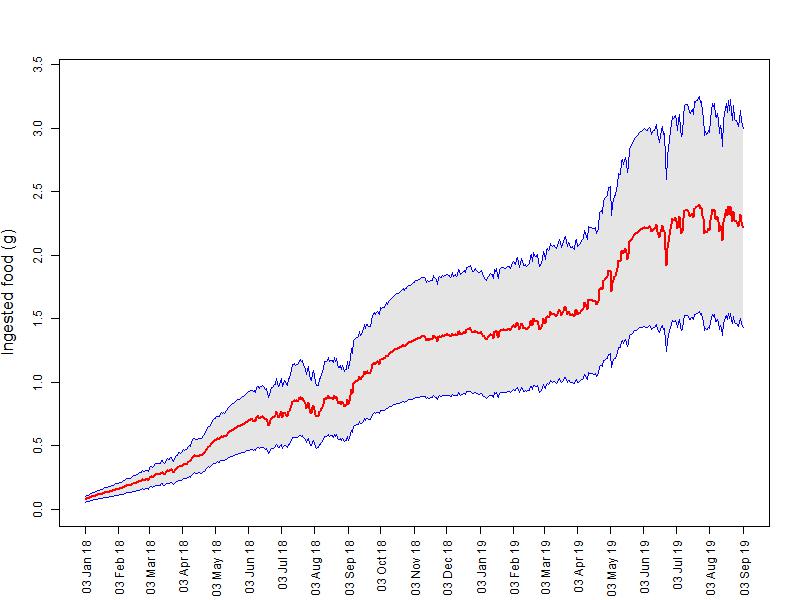 Ingested food (g)
3.5
3.0
2.5
2.0
1.5
1.0
0.5
0.0
03 Jan 18
03 Feb 18
03 Mar 18
03 Apr 18
03 May 18
03 Jun 18
03 Jul 18
03 Aug 18
03 Sep 18
03 Oct 18
03 Nov 18
03 Dec 18
03 Jan 19
03 Feb 19
03 Mar 19
03 Apr 19
03 May 19
03 Jun 19
03 Jul 19
03 Aug 19
03 Sep 19